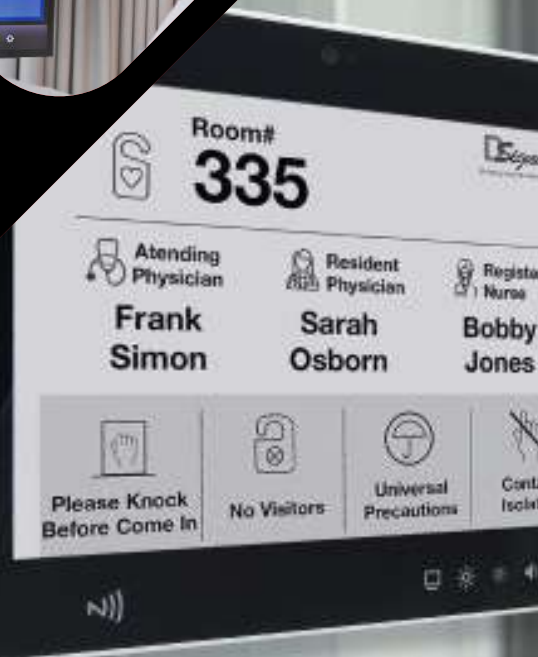 Room#
335
Atending
Physician
Frank
Simon
Resident
Physician
Sarah
Osborn
Nurse
Bobby
Jones
Please Knock
Before Come In
No Visitors
Universal
Precautions